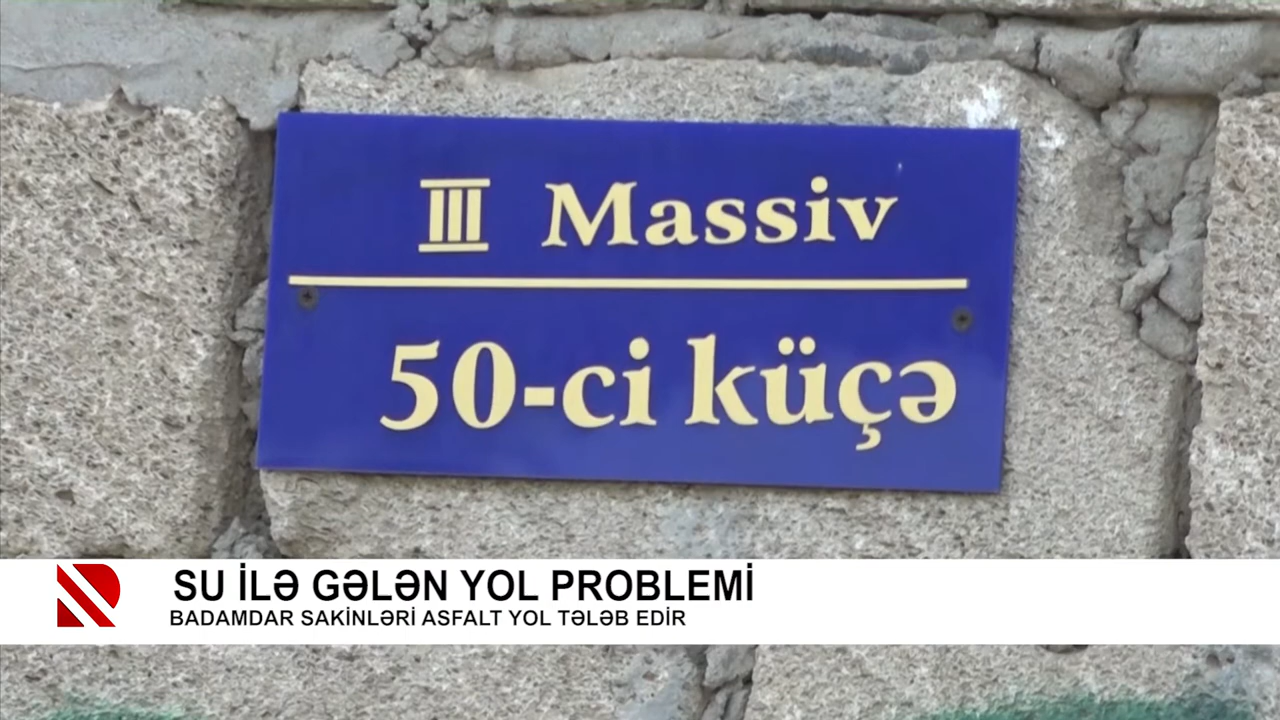 III Massiv
50-ci küçə
SU İLƏ GƏLƏN YOL PROBLEMİ
BADAMDAR SAKİNLƏRİ ASFALT YOL TƏLƏB EDİR